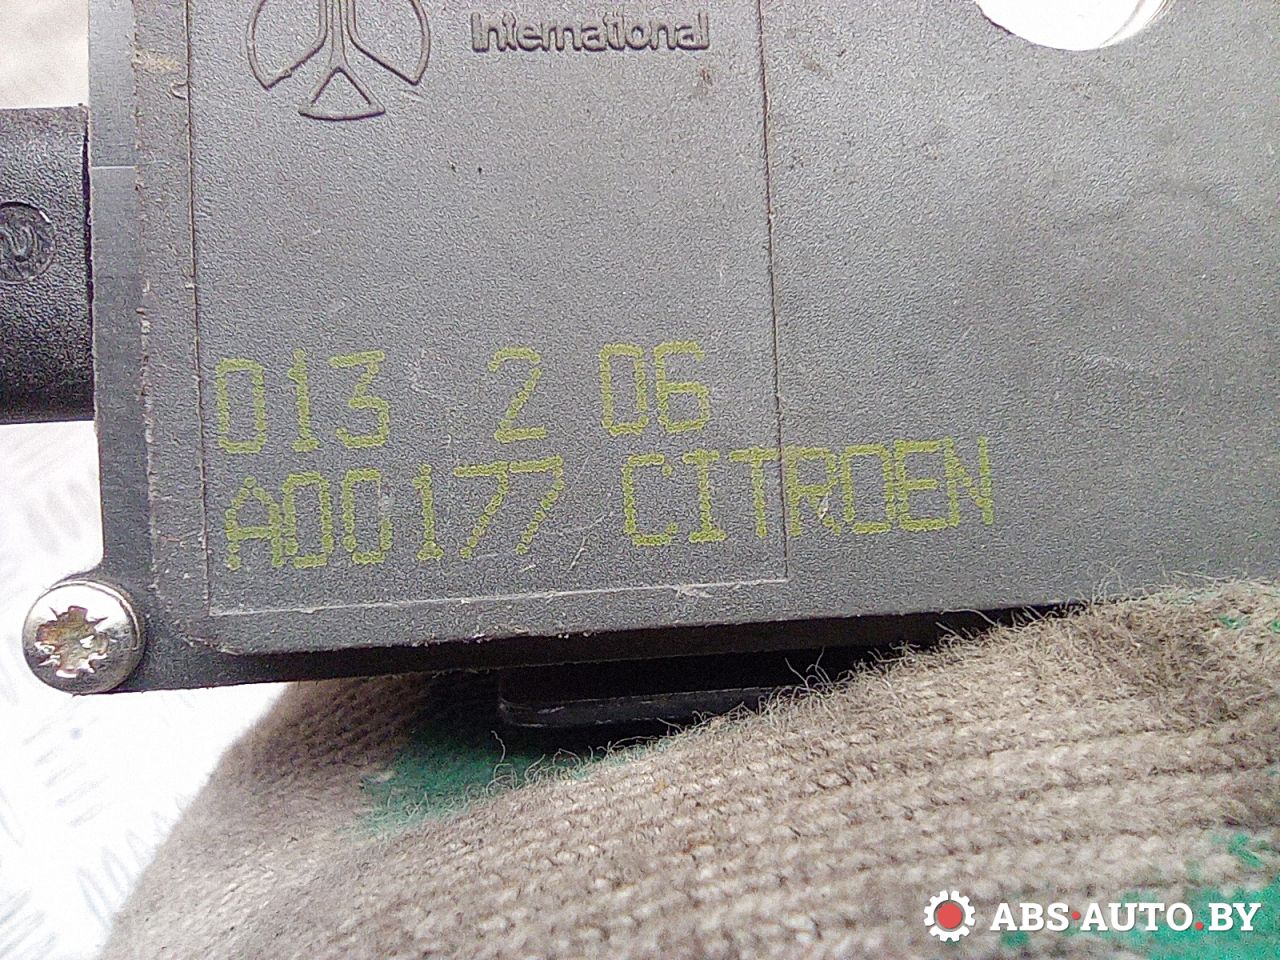 International
013 2 06
A00177 CITROEN
ABS·AUTO.BY